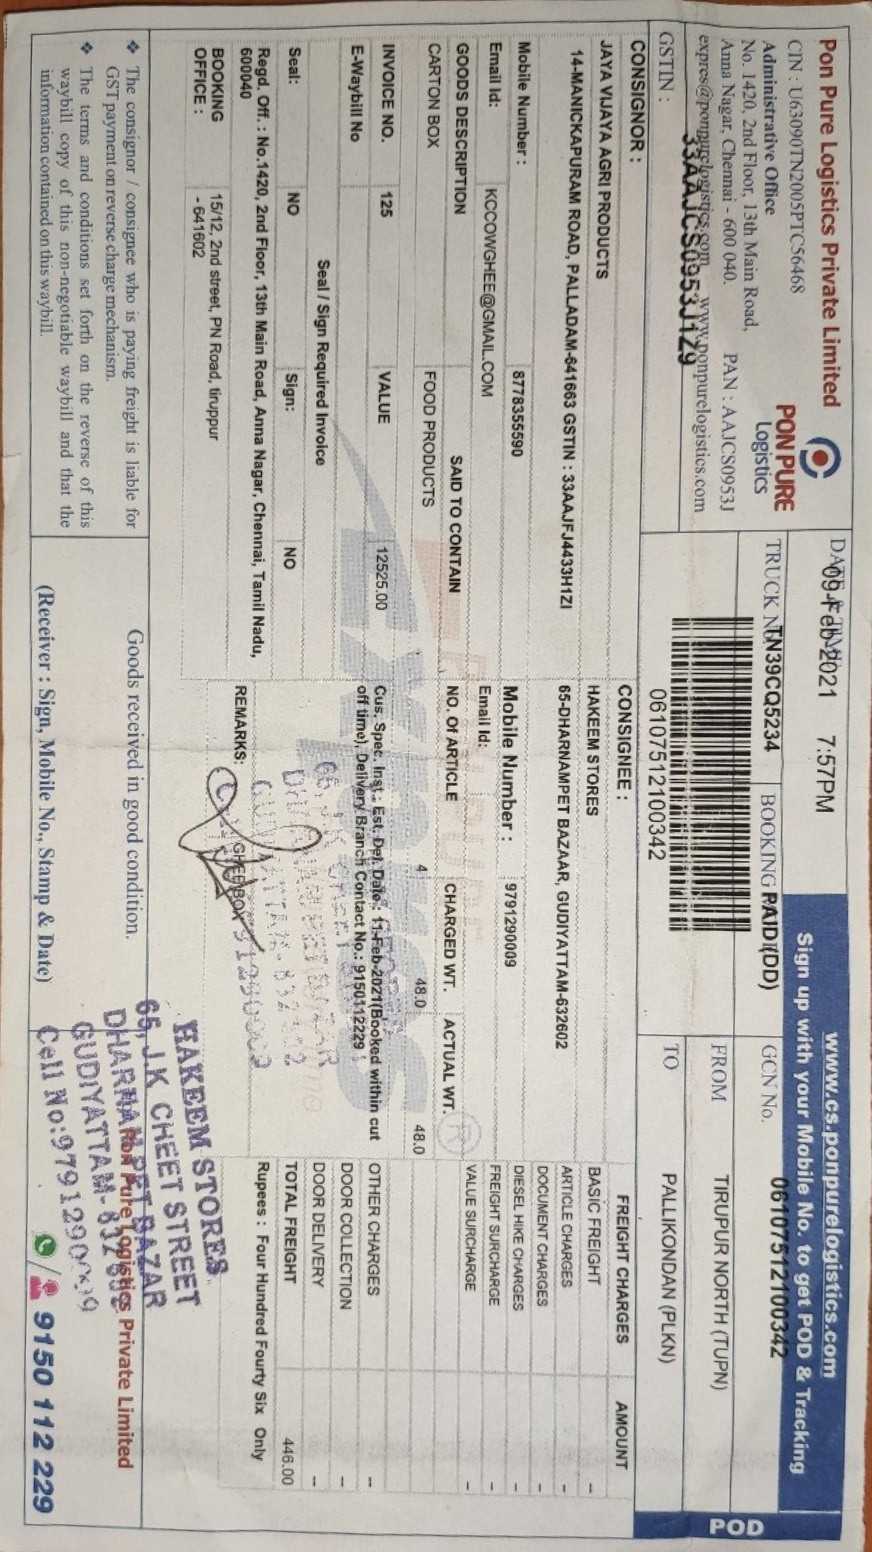 Pon Pure Logistics Private Limited
CIN : U63090TN2005PTC56468
Administrative Office
No. 1420, 2nd Floor, 13th Main Road,
Anna Nagar, Chennai - 600 040. PAN : AAJCS0953J
expres@ponpurelogistics.com www.ponpurelogistics.com
PON PURE
Logistics
GSTIN : 33AAJCS0953J1Z9
DATE &
09-Feb-2021 7:57PM
TRUCK No TN39CQ5234
BOOKING PAID(DD)
06107512100342
www.cs.ponpurelogistics.com
Sign up with your Mobile No. to get POD & Tracking
GCN No. 06107512100342
FROM TIRUPUR NORTH (TUPN)
TO PALLIKONDAN (PLKN)
POD
CONSIGNOR :
JAYA VIJAYA AGRI PRODUCTS
14-MANICKAPURAM ROAD, PALLADAM-641663 GSTIN : 33AAJFJ4433H1ZI
Mobile Number : 8778355590
Email Id: KCCOWGHEE@GMAIL.COM
CONSIGNEE :
HAKEEM STORES
65-DHARNAMPET BAZAAR, GUDIYATTAM-632602
Mobile Number : 9791290009
Email Id:
GOODS DESCRIPTION SAID TO CONTAIN NO. Of ARTICLE CHARGED WT. ACTUAL WT.
CARTON BOX FOOD PRODUCTS 4 48.0 48.0
INVOICE NO. 125 VALUE 12525.00
E-Waybill No
Cus. Spec. Inst.: Est. Del. Date : 11-Feb-2021(Booked within cut
off time), Delivery Branch Contact No.: 9150112229
Seal / Sign Required Invoice
Seal: NO Sign: NO
Regd. Off. : No.1420, 2nd Floor, 13th Main Road, Anna Nagar, Chennai, Tamil Nadu,
600040
BOOKING OFFICE : 15/12, 2nd street, PN Road, tiruppur
- 641602
REMARKS: GHEE BOX
FREIGHT CHARGES AMOUNT
BASIC FREIGHT -
ARTICLE CHARGES -
DOCUMENT CHARGES -
DIESEL HIKE CHARGES -
FREIGHT SURCHARGE -
VALUE SURCHARGE -
OTHER CHARGES --
DOOR COLLECTION --
DOOR DELIVERY --
TOTAL FREIGHT 446.00
Rupees : Four Hundred Fourty Six Only
❖ The consignor / consignee who is paying freight is liable for
GST payment on reverse charge mechanism.
❖ The terms and conditions set forth on the reverse of this
waybill copy of this non-negotiable waybill and that the
information contained on this waybill.
Goods received in good condition.
(Receiver : Sign, Mobile No., Stamp & Date)
HAKEEM STORES
65, J.K CHEET STREET
DHARNAM PET BAZAR
GUDIYATTAM-
Cell No:
Pon Pure Logistics Private Limited
9150 112 229